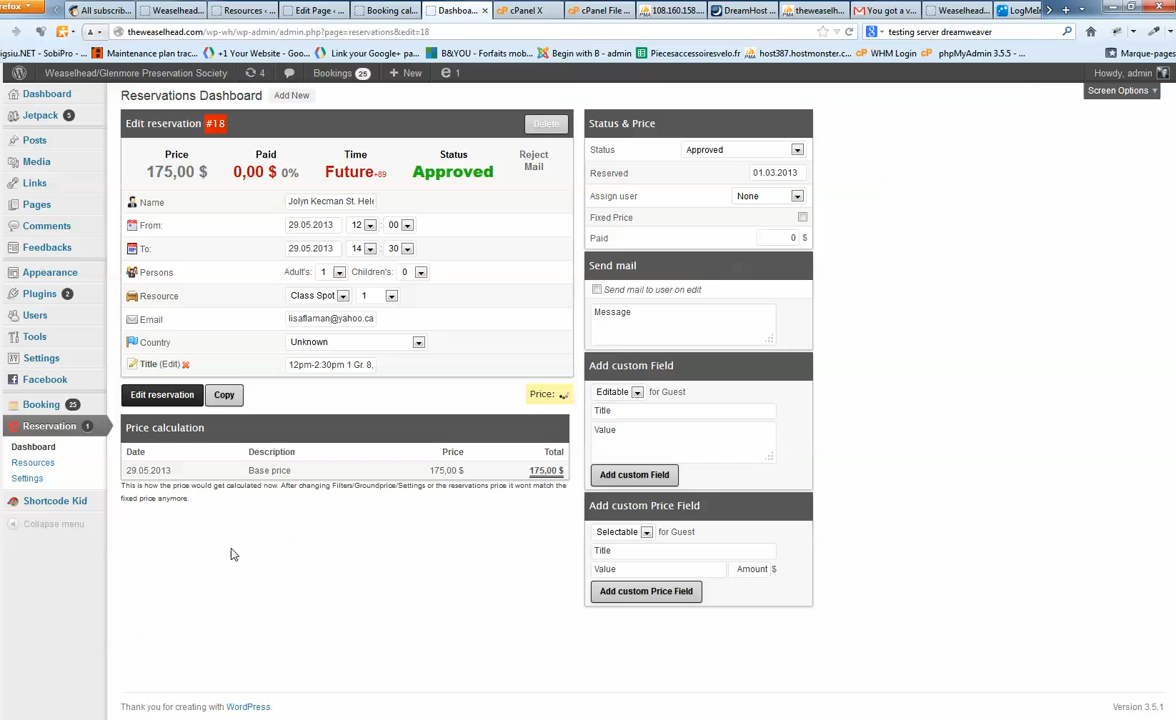 refox
All subscrib...
Weaselhead...
Resources - ...
Edit Page - ...
Booking cal...
Dashboa...
cPanel X
cPanel File ...
108.160.158....
DreamHost ...
theweaselh...
You got a v...
Weaselhead...
LogMeIn
theweaselhead.com/wp-wh/wp-admin/admin.php?page=reservations&edit=18
testing server dreamweaver
igsiu.NET - SobiPro ...
Maintenance plan trac...
+1 Your Website - Goo...
Link your Google+ pa...
B&YOU - Forfaits mob...
Begin with B - admin
Piecesaccessoiresvelo.fr
host387.hostmonster.c...
WHM Login
phpMyAdmin 3.5.5 - ...
Marque-pages
Weaselhead/Glenmore Preservation Society
4
Bookings 25
+ New
1
Howdy, admin
Dashboard
Jetpack 5
Posts
Media
Links
Pages
Comments
Feedbacks
Appearance
Plugins 2
Users
Tools
Settings
Facebook
Booking 25
Reservation 1
Dashboard
Resources
Settings
Shortcode Kid
Collapse menu
Reservations Dashboard Add New
Screen Options
Edit reservation #18 Delete
Price Paid Time Status Reject Mail
175,00 $ 0,00 $ 0% Future+89 Approved
Name Jolyn Kecman St. Hele
From: 29.05.2013 12 : 00
To: 29.05.2013 14 : 30
Persons Adult's: 1 Children's: 0
Resource Class Spot 1
Email lisaflaman@yahoo.ca
Country Unknown
Title (Edit) 12pm-2:30pm 1 Gr. 8,
Edit reservation Copy Price:
Price calculation
Date Description Price Total
29.05.2013 Base price 175,00 $ 175,00 $
This is how the price would get calculated now. After changing Filters/Groundprice/Settings or the reservations price it wont match the
fixed price anymore.
Status & Price
Status Approved
Reserved 01.03.2013
Assign user None
Fixed Price
Paid 0 $
Send mail
Send mail to user on edit
Message
Add custom Field
Editable for Guest
Title
Value
Add custom Field
Add custom Price Field
Selectable for Guest
Title
Value Amount $
Add custom Price Field
Thank you for creating with WordPress.
Version 3.5.1